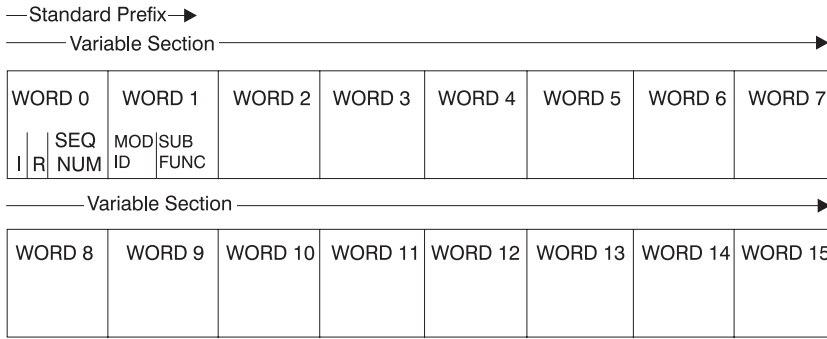 Standard Prefix
Variable Section
WORD 0 WORD 1 WORD 2 WORD 3 WORD 4 WORD 5 WORD 6 WORD 7
SEQ MOD SUB
I R NUM ID FUNC
Variable Section
WORD 8 WORD 9 WORD 10 WORD 11 WORD 12 WORD 13 WORD 14 WORD 15